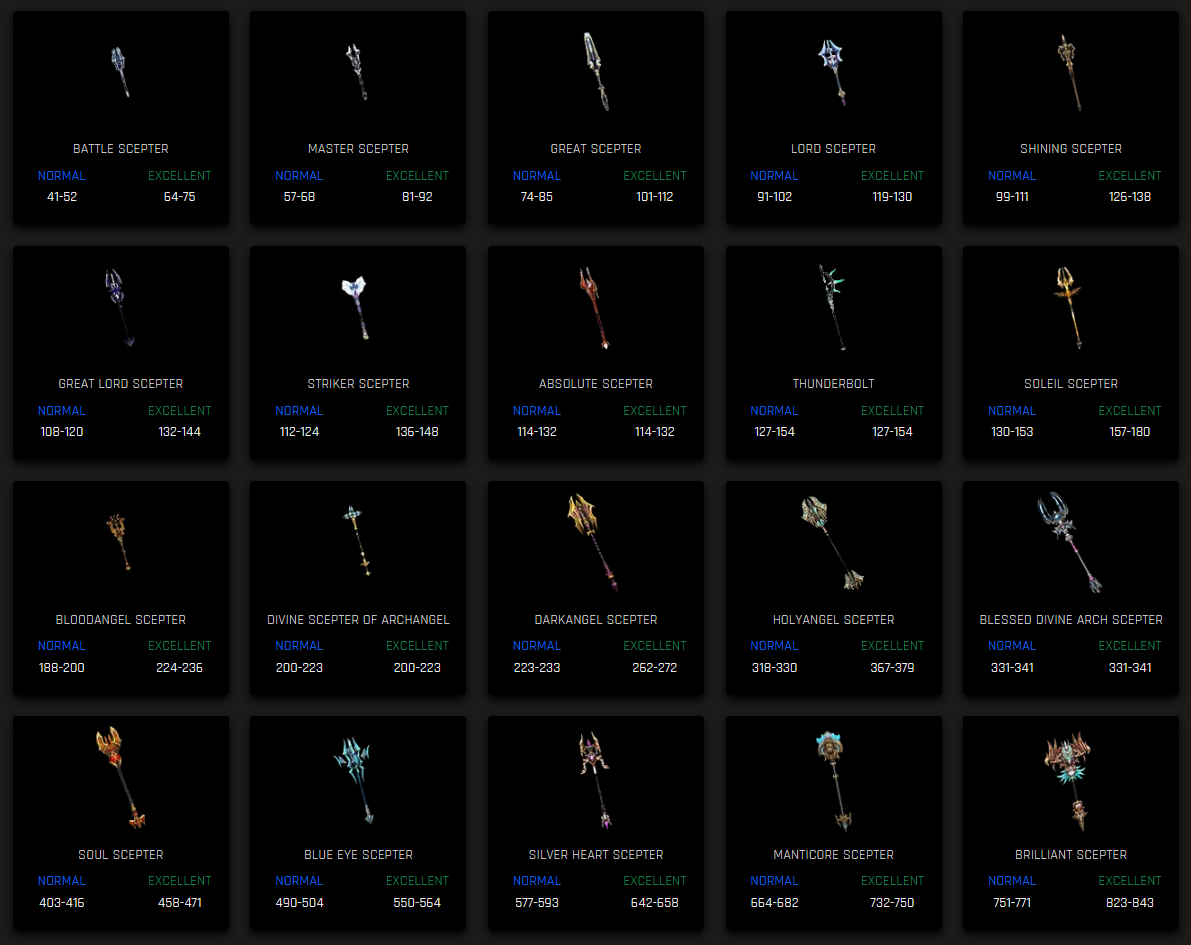 BATTLE SCEPTER
NORMAL EXCELLENT
41-52 64-75
MASTER SCEPTER
NORMAL EXCELLENT
57-68 81-92
GREAT SCEPTER
NORMAL EXCELLENT
74-85 101-112
LORD SCEPTER
NORMAL EXCELLENT
91-102 119-130
SHINING SCEPTER
NORMAL EXCELLENT
99-111 126-138
GREAT LORD SCEPTER
NORMAL EXCELLENT
108-120 132-144
STRIKER SCEPTER
NORMAL EXCELLENT
112-124 136-148
ABSOLUTE SCEPTER
NORMAL EXCELLENT
114-132 114-132
THUNDERBOLT
NORMAL EXCELLENT
127-154 127-154
SOLEIL SCEPTER
NORMAL EXCELLENT
130-153 157-180
BLOODANGEL SCEPTER
NORMAL EXCELLENT
188-200 224-236
DIVINE SCEPTER OF ARCHANGEL
NORMAL EXCELLENT
200-223 200-223
DARKANGEL SCEPTER
NORMAL EXCELLENT
223-233 262-272
HOLYANGEL SCEPTER
NORMAL EXCELLENT
318-330 367-379
BLESSED DIVINE ARCH SCEPTER
NORMAL EXCELLENT
331-341 331-341
SOUL SCEPTER
NORMAL EXCELLENT
403-416 458-471
BLUE EYE SCEPTER
NORMAL EXCELLENT
490-504 550-564
SILVER HEART SCEPTER
NORMAL EXCELLENT
577-593 642-658
MANTICORE SCEPTER
NORMAL EXCELLENT
664-682 732-750
BRILLIANT SCEPTER
NORMAL EXCELLENT
751-771 823-843